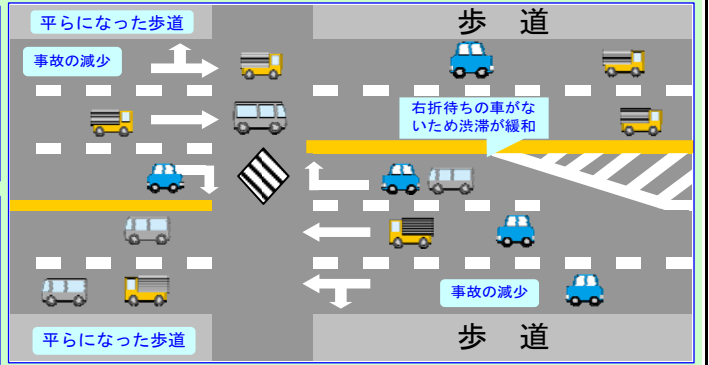 平らになった歩道
歩 道
事故の減少
右折待ちの車がな
いため渋滞が緩和
事故の減少
平らになった歩道
歩 道